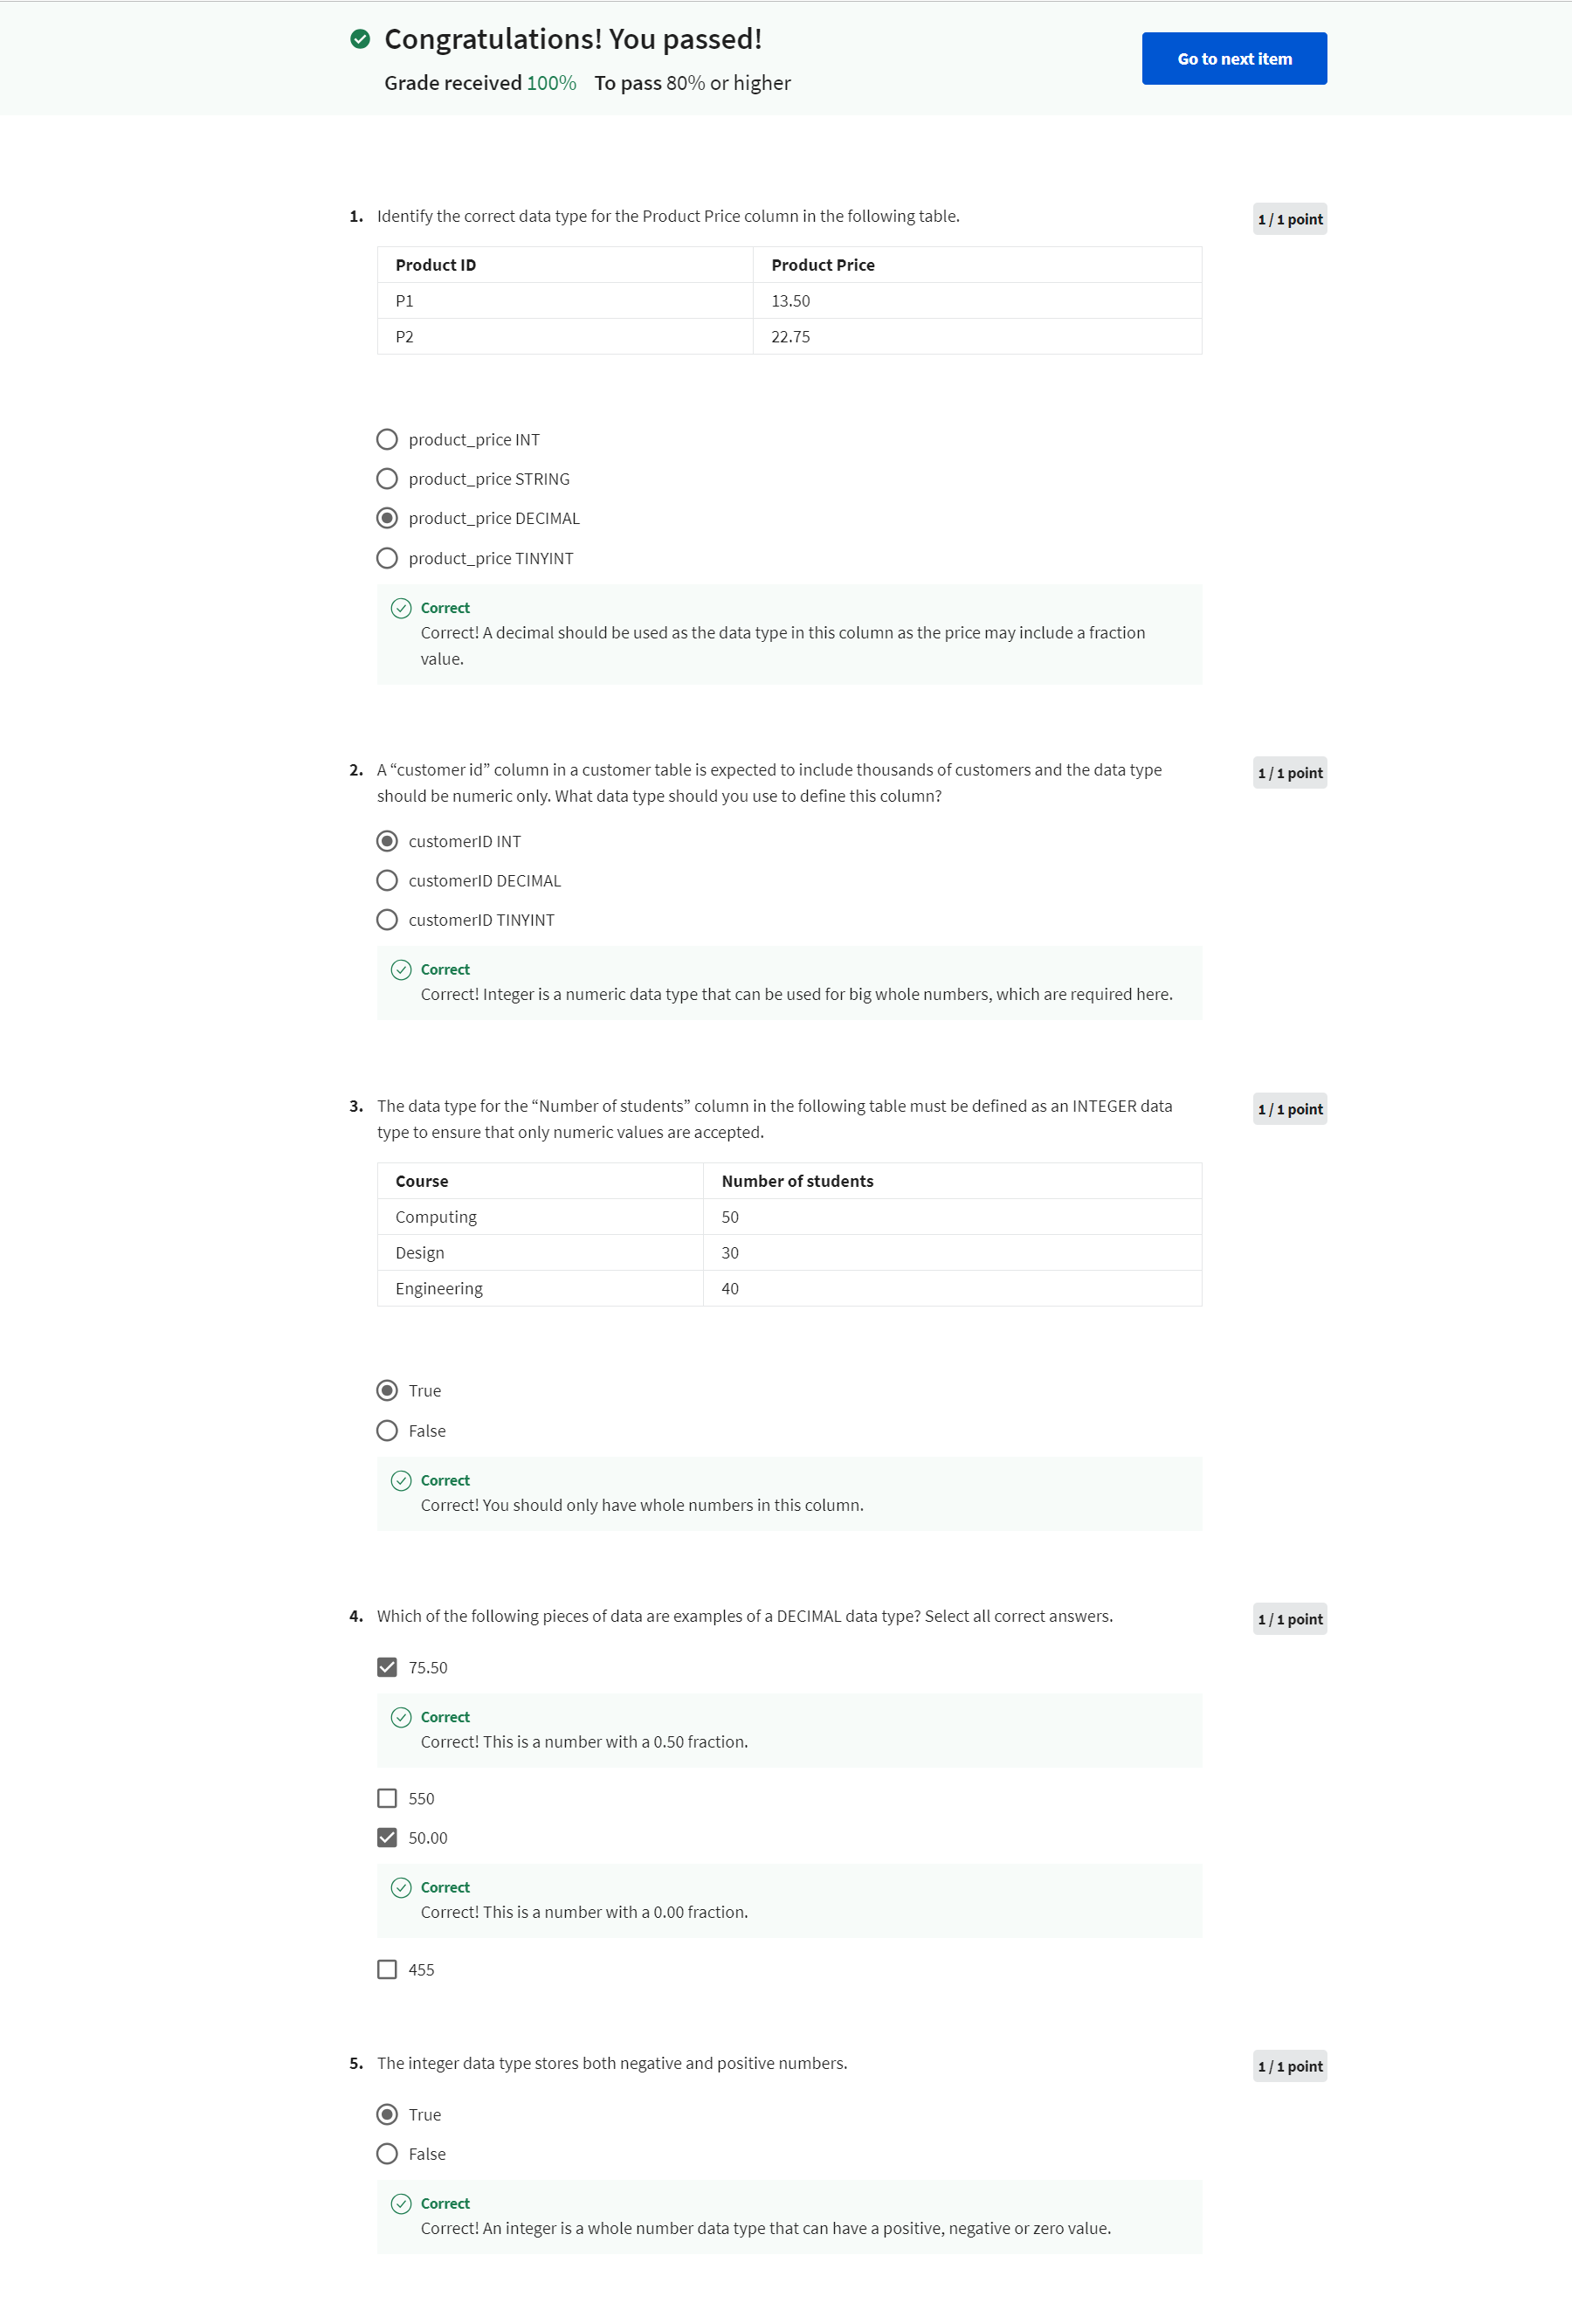 Congratulations! You passed!
Grade received 100% To pass 80% or higher
Go to next item
1. Identify the correct data type for the Product Price column in the following table.
1 / 1 point
Product ID Product Price
P1 13.50
P2 22.75
product_price INT
product_price STRING
product_price DECIMAL
product_price TINYINT
Correct
Correct! A decimal should be used as the data type in this column as the price may include a fraction
value.
2. A “customer id” column in a customer table is expected to include thousands of customers and the data type
should be numeric only. What data type should you use to define this column?
1 / 1 point
customerID INT
customerID DECIMAL
customerID TINYINT
Correct
Correct! Integer is a numeric data type that can be used for big whole numbers, which are required here.
3. The data type for the “Number of students” column in the following table must be defined as an INTEGER data
type to ensure that only numeric values are accepted.
1 / 1 point
Course Number of students
Computing 50
Design 30
Engineering 40
True
False
Correct
Correct! You should only have whole numbers in this column.
4. Which of the following pieces of data are examples of a DECIMAL data type? Select all correct answers.
1 / 1 point
75.50
Correct
Correct! This is a number with a 0.50 fraction.
550
50.00
Correct
Correct! This is a number with a 0.00 fraction.
455
5. The integer data type stores both negative and positive numbers.
1 / 1 point
True
False
Correct
Correct! An integer is a whole number data type that can have a positive, negative or zero value.